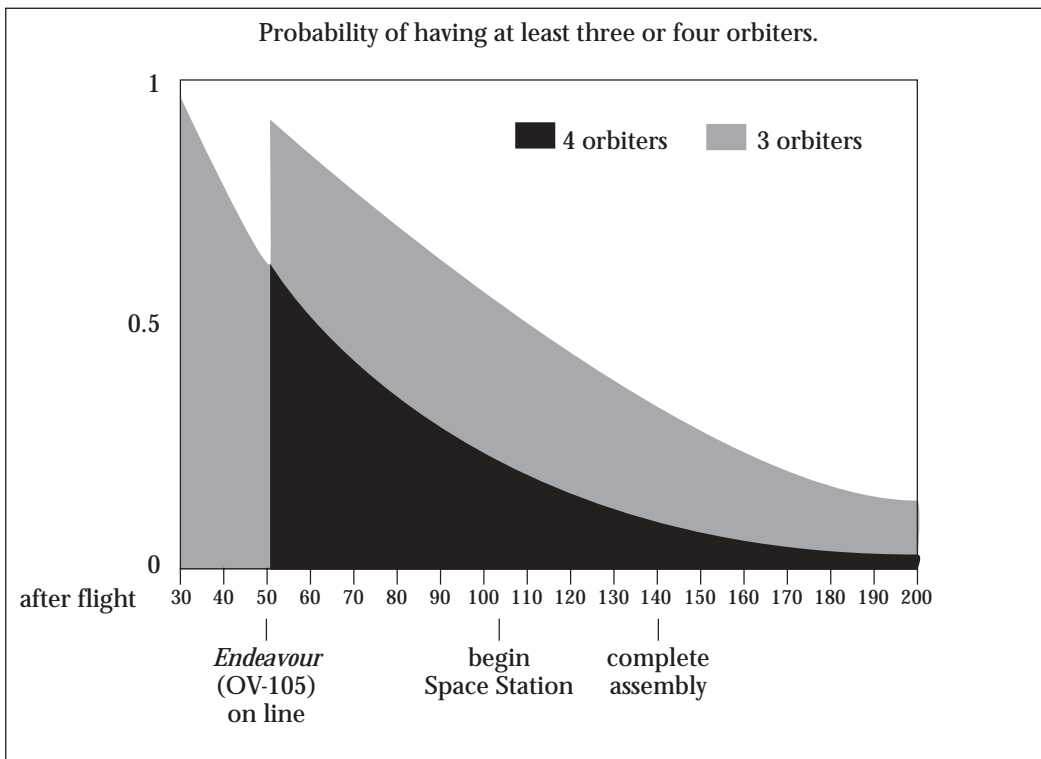 Probability of having at least three or four orbiters.
1
4 orbiters 3 orbiters
0.5
0
after flight 30 40 50 60 70 80 90 100 110 120 130 140 150 160 170 180 190 200
Endeavour
(OV-105)
on line
begin
Space Station
complete
assembly